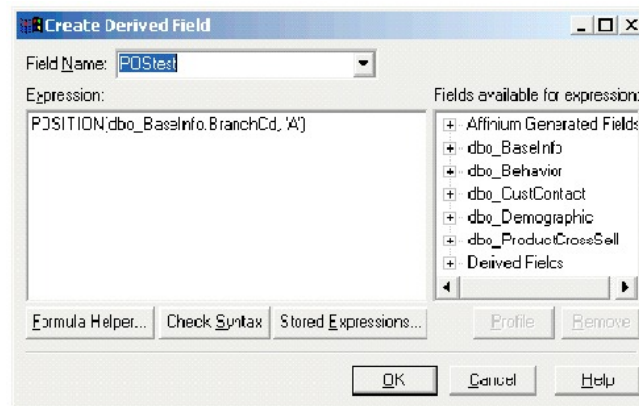 Create Derived Field
Field Name: POStest
Expression:
POSITION(dbo_BaseInfo.BranchCd, 'A')
Fields available for expression:
Affinium Generated Fields
dbo_BaseInfo
dbo_Behavior
dbo_CustContact
dbo_Demographic
dbo_ProductCrossSell
Derived Fields
Formula Helper... Check Syntax Stored Expressions... Profile Remove
OK Cancel Help